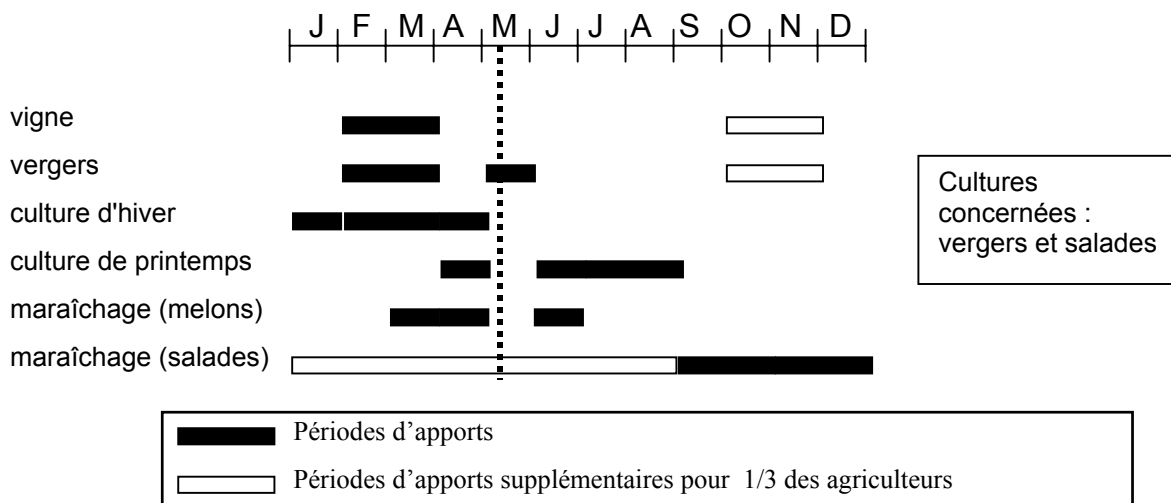 J F M A M J J A S O N D
vigne
vergers
culture d'hiver
culture de printemps
maraîchage (melons)
maraîchage (salades)
Cultures
concernées :
vergers et salades
Périodes d’apports
Périodes d’apports supplémentaires pour 1/3 des agriculteurs